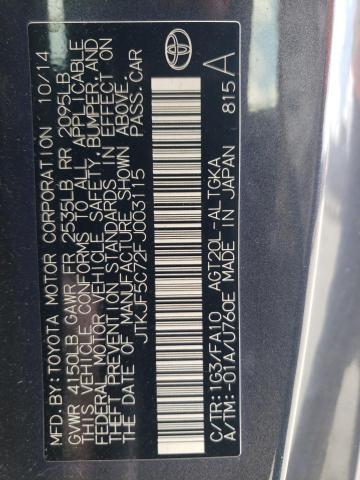 MFD BY: TOYOTA MOTOR CORPORATION 10/14
GVWR 4150LB GAWR FR 2535LB RR 2095LB
THIS VEHICLE CONFORMS TO ALL APPLICABLE
FEDERAL MOTOR VEHICLE SAFETY, BUMPER, AND
THEFT PREVENTION STANDARDS IN EFFECT ON
THE DATE OF MANUFACTURE SHOWN ABOVE.
JTKJF5C72FJ003115 PASS.CAR
C/TR: 1G3/FA10 AGT20L-ALTGKA
A/TM: -01A/U760E MADE IN JAPAN 815 A